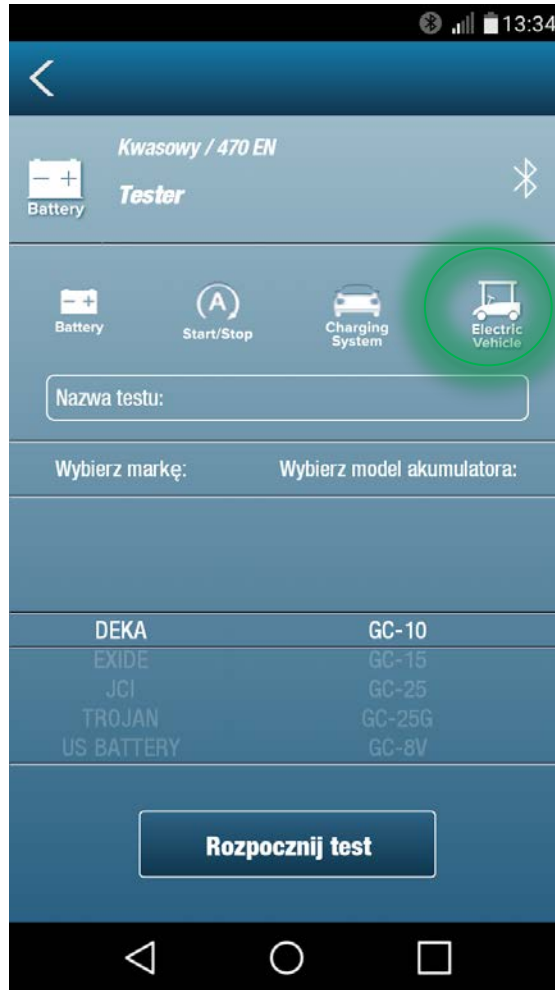 13:34
Kwasowy / 470 EN
Tester
Battery
Battery
Start/Stop
Charging
System
Electric
Vehicle
Nazwa testu:
Wybierz markę: Wybierz model akumulatora:
DEKA GC-10
EXIDE GC-15
JCI GC-25
TROJAN GC-25G
US BATTERY GC-8V
Rozpocznij test